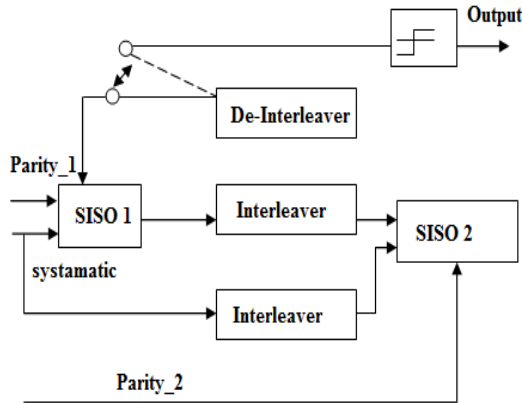 Output
De-Interleaver
Parity_1
SISO 1
Interleaver
SISO 2
systamatic
Interleaver
Parity_2